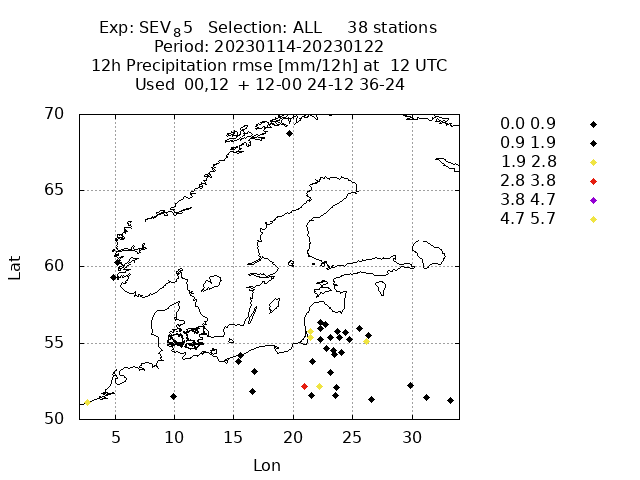 Exp: SEV₈5 Selection: ALL 38 stations
Period: 20230114-20230122
12h Precipitation rmse [mm/12h] at 12 UTC
Used 00,12 + 12-00 24-12 36-24
70
65
60
55
50
Lat
5 10 15 20 25 30
Lon
0.0 0.9
0.9 1.9
1.9 2.8
2.8 3.8
3.8 4.7
4.7 5.7